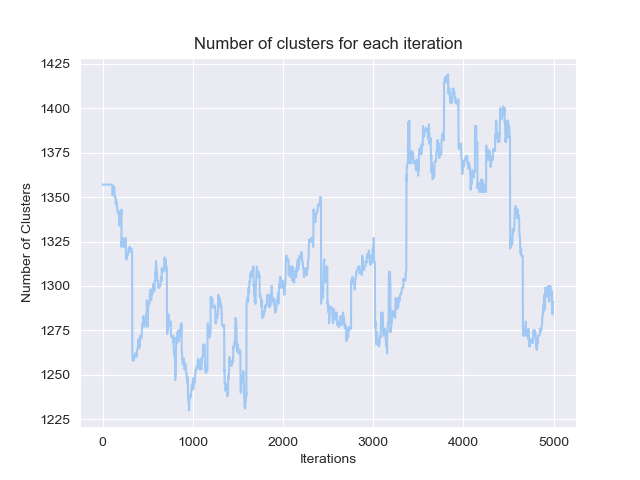 Number of clusters for each iteration
1425
1400
1375
1350
1325
1300
1275
1250
1225
Number of Clusters
0 1000 2000 3000 4000 5000
Iterations